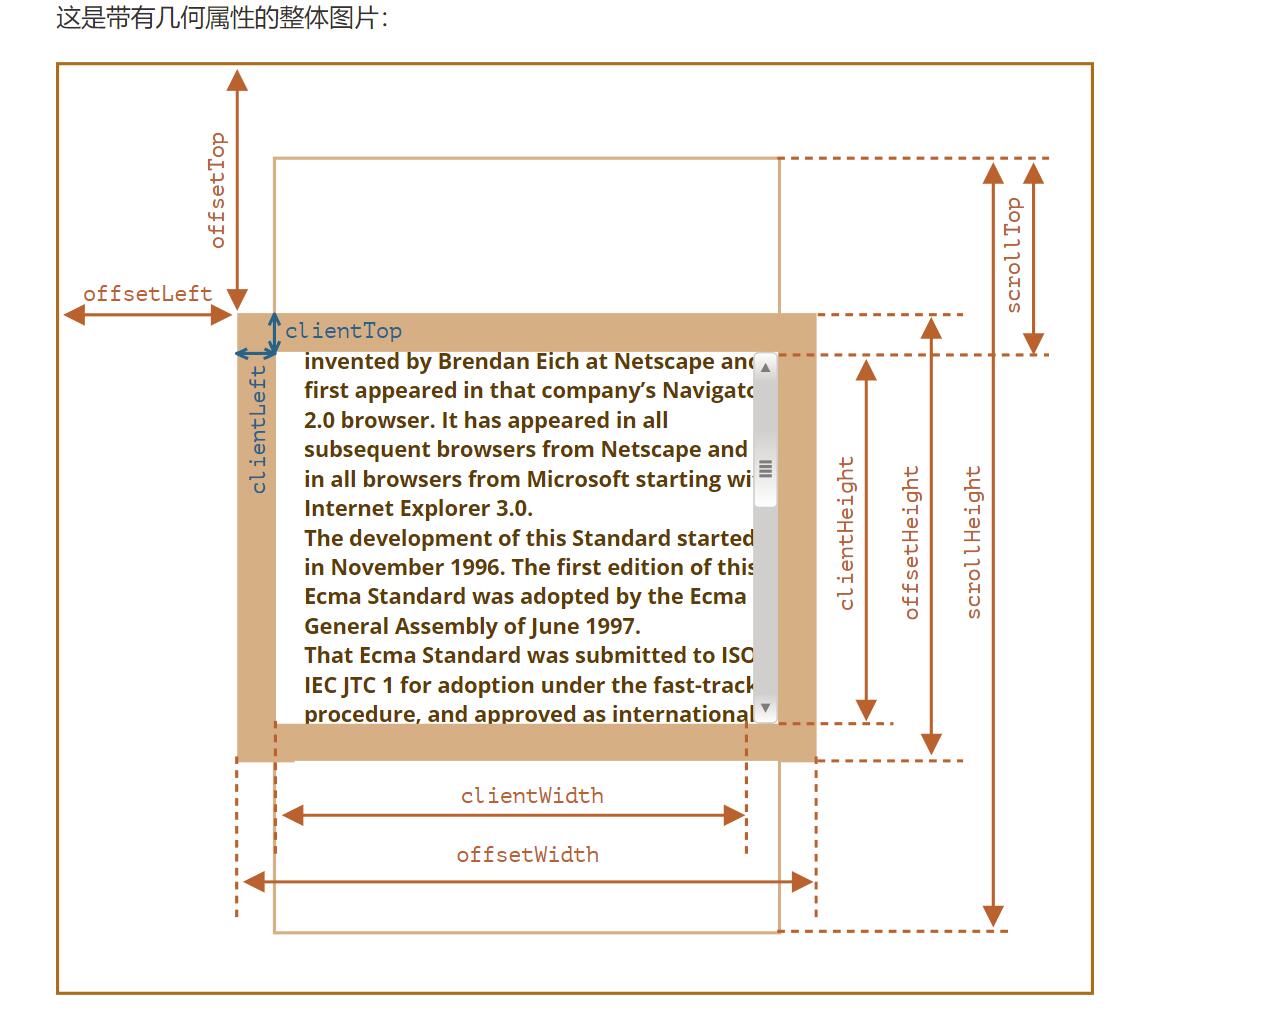 这是带有几何属性的整体图片：
offsetTop
scrollTop
offsetLeft
clientTop
clientLeft
invented by Brendan Eich at Netscape and
first appeared in that company’s Navigato
2.0 browser. It has appeared in all
subsequent browsers from Netscape and
in all browsers from Microsoft starting wi
Internet Explorer 3.0.
The development of this Standard started
in November 1996. The first edition of this
Ecma Standard was adopted by the Ecma
General Assembly of June 1997.
That Ecma Standard was submitted to ISO
IEC JTC 1 for adoption under the fast-track
procedure, and approved as international
clientHeight
offsetHeight
scrollHeight
clientWidth
offsetWidth